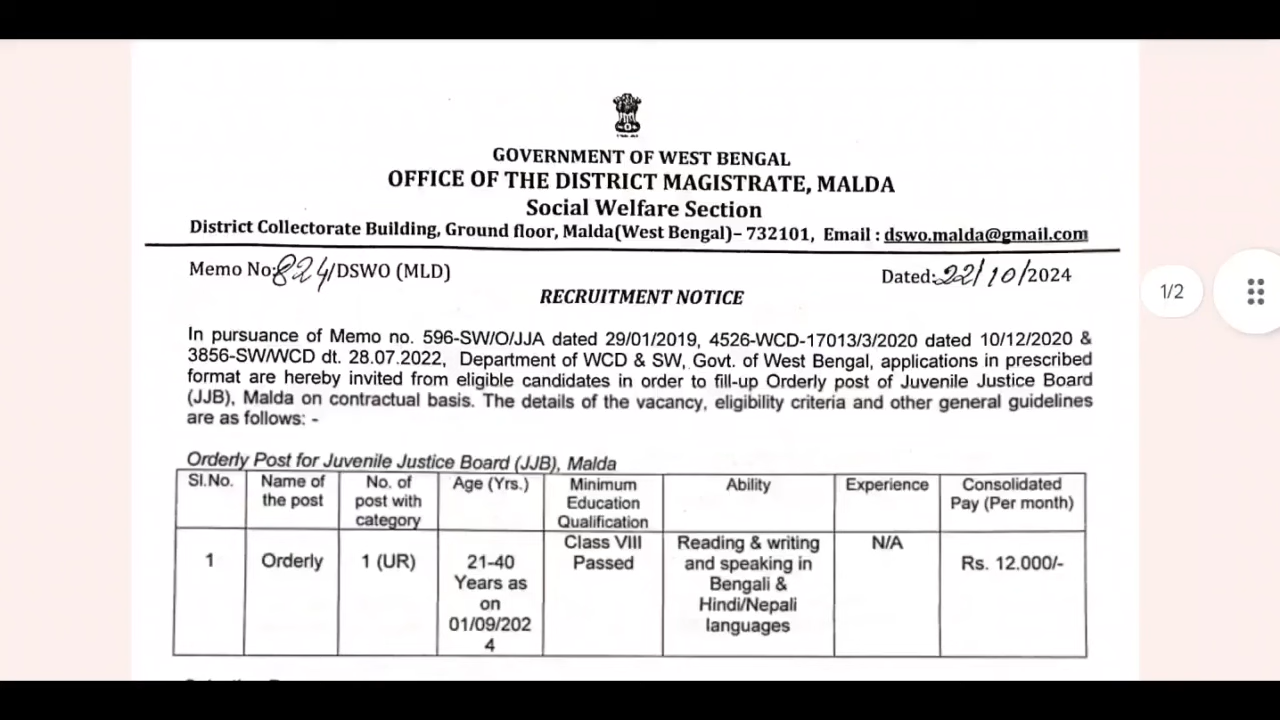 GOVERNMENT OF WEST BENGAL
OFFICE OF THE DISTRICT MAGISTRATE, MALDA
Social Welfare Section
District Collectorate Building, Ground floor, Malda(West Bengal)– 732101, Email : dswo.malda@gmail.com
Memo No:824/DSWO (MLD) Dated:22/10/2024
RECRUITMENT NOTICE
1/2
In pursuance of Memo no. 596-SW/O/JJA dated 29/01/2019, 4526-WCD-17013/3/2020 dated 10/12/2020 &
3856-SW/WCD dt. 28.07.2022, Department of WCD & SW, Govt. of West Bengal, applications in prescribed
format are hereby invited from eligible candidates in order to fill-up Orderly post of Juvenile Justice Board
(JJB), Malda on contractual basis. The details of the vacancy, eligibility criteria and other general guidelines
are as follows: -
Orderly Post for Juvenile Justice Board (JJB), Malda
Sl.No. Name of the post No. of post with category Age (Yrs.) Minimum Education Qualification Ability Experience Consolidated Pay (Per month)
1 Orderly 1 (UR) 21-40 Years as on 01/09/2024 Class VIII Passed Reading & writing and speaking in Bengali & Hindi/Nepali languages N/A Rs. 12.000/-